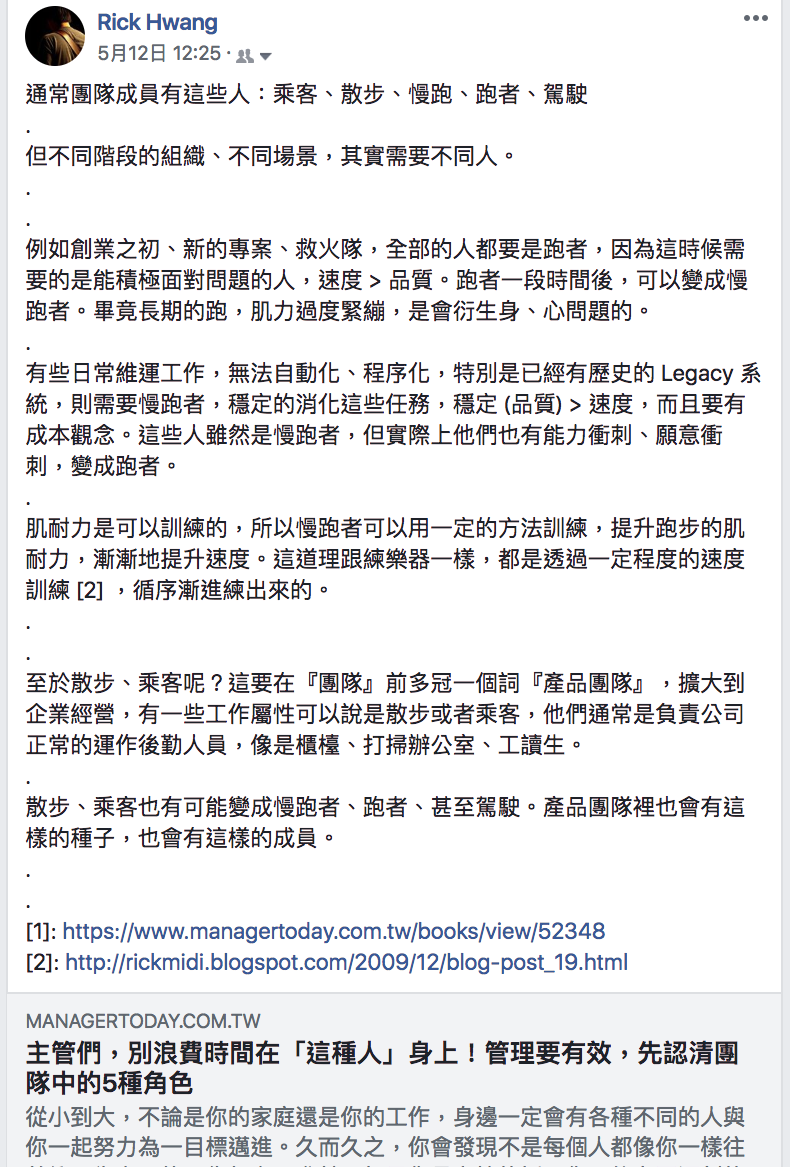 Rick Hwang
5月12日 12:25 ·
通常團隊成員有這些人：乘客、散步、慢跑、跑者、駕駛
.
但不同階段的組織、不同場景，其實需要不同人。
.
.
例如創業之初、新的專案、救火隊，全部的人都要是跑者，因為這時候需
要的是能積極面對問題的人，速度 > 品質。跑者一段時間後，可以變成慢
跑者。畢竟長期的跑，肌力過度緊繃，是會衍生身、心問題的。
.
有些日常維運工作，無法自動化、程序化，特別是已經有歷史的 Legacy 系
統，則需要慢跑者，穩定的消化這些任務，穩定 (品質) > 速度，而且要有
成本觀念。這些人雖然是慢跑者，但實際上他們也有能力衝刺、願意衝
刺，變成跑者。
.
肌耐力是可以訓練的，所以慢跑者可以用一定的方法訓練，提升跑步的肌
耐力，漸漸地提升速度。這道理跟練樂器一樣，都是透過一定程度的速度
訓練 [2] ，循序漸進練出來的。
.
.
至於散步、乘客呢？這要在『團隊』前多冠一個詞『產品團隊』，擴大到
企業經營，有一些工作屬性可以說是散步或者乘客，他們通常是負責公司
正常的運作後勤人員，像是櫃檯、打掃辦公室、工讀生。
.
散步、乘客也有可能變成慢跑者、跑者、甚至駕駛。產品團隊裡也會有這
樣的種子，也會有這樣的成員。
.
.
[1]: https://www.managertoday.com.tw/books/view/52348
[2]: http://rickmidi.blogspot.com/2009/12/blog-post_19.html
MANAGERTODAY.COM.TW
主管們，別浪費時間在「這種人」身上！管理要有效，先認清團
隊中的5種角色
從小到大，不論是你的家庭還是你的工作，身邊一定會有各種不同的人與
你一起努力為一目標邁進。久而久之，你會發現不是每個人都像你一樣往